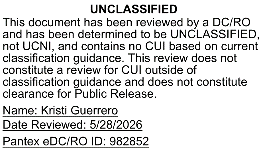 UNCLASSIFIED
This document has been reviewed by a DC/RO
and has been determined to be UNCLASSIFIED,
not UCNI, and contains no CUI based on current
classification guidance. This review does not
constitute a review for CUI outside of
classification guidance and does not constitute
clearance for Public Release.
Name: Kristi Guerrero
Date Reviewed: 5/28/2026
Pantex eDC/RO ID: 982852